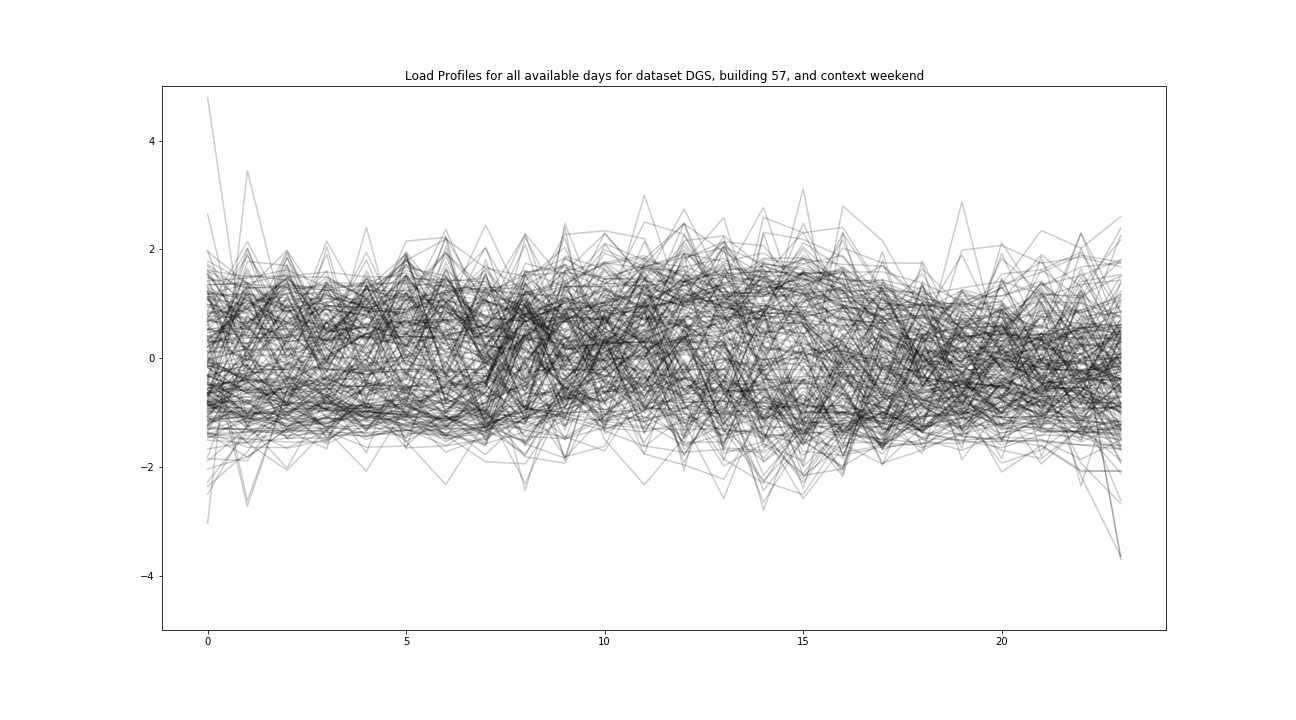 Load Profiles for all available days for dataset DGS, building 57, and context weekend
4
2
0
−2
−4
0 5 10 15 20